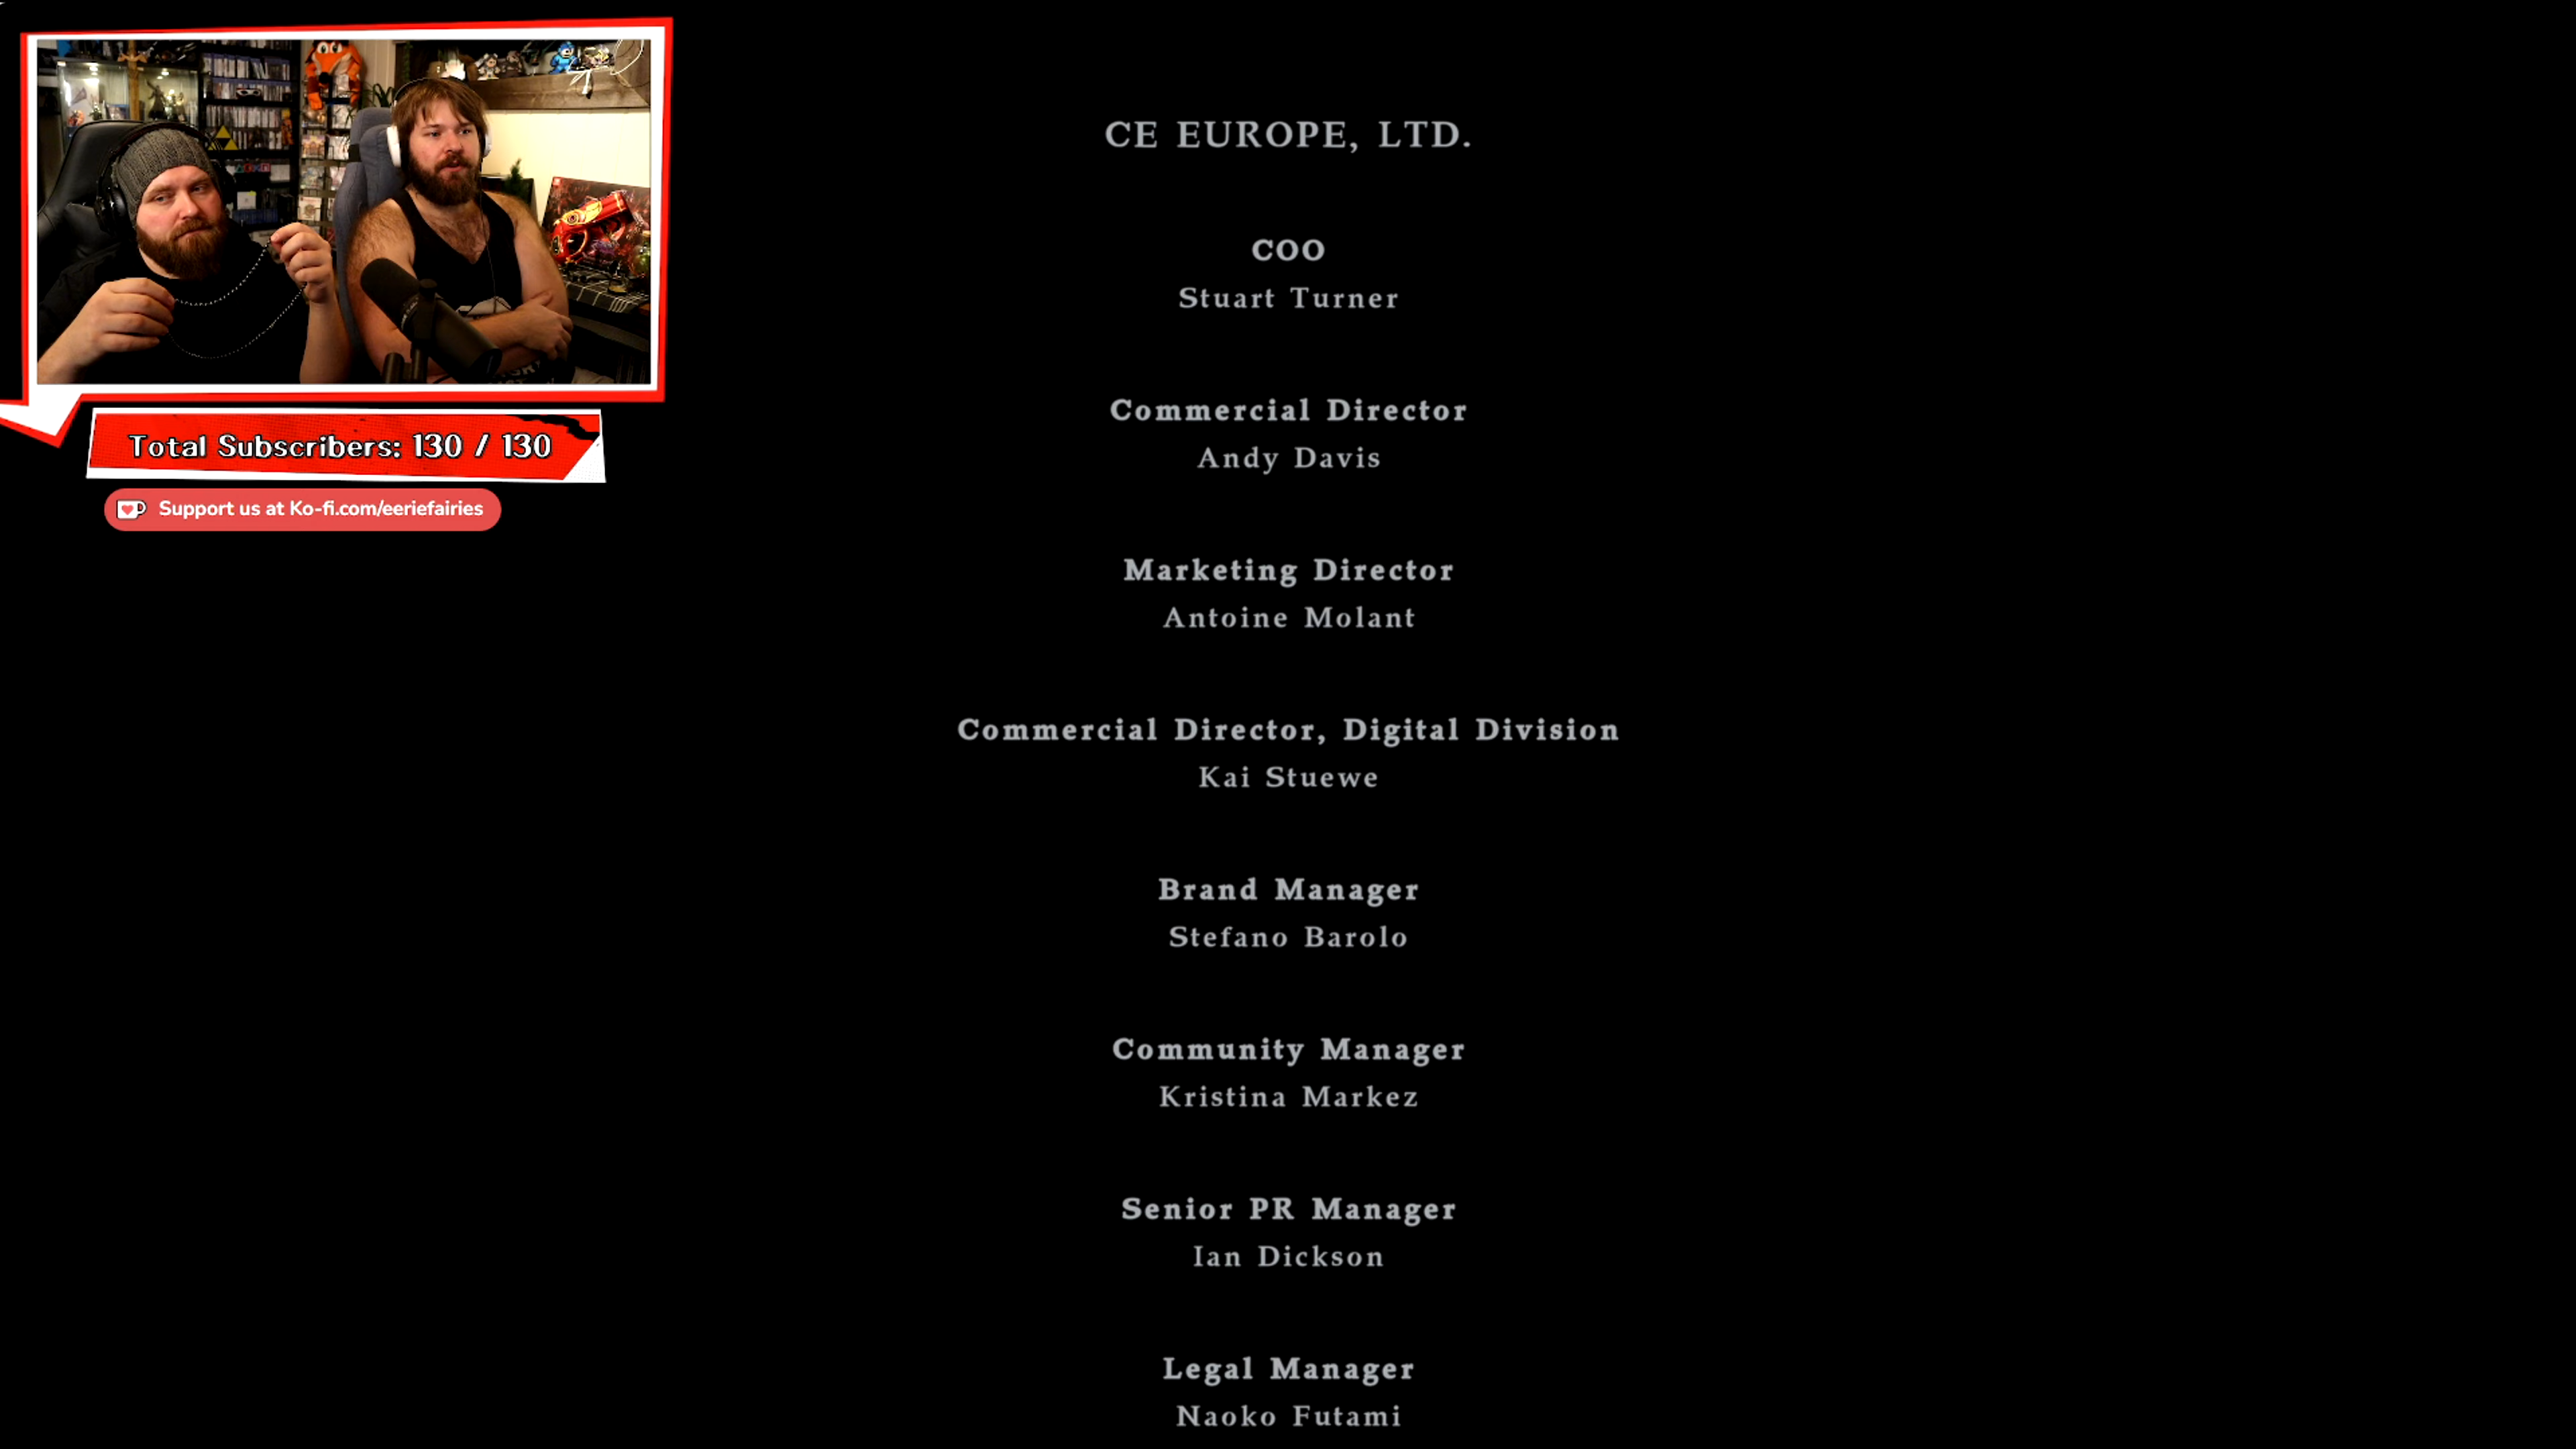 Total Subscribers: 130 / 130
Support us at Ko-fi.com/eeriefairies
CE EUROPE, LTD.
COO
Stuart Turner
Commercial Director
Andy Davis
Marketing Director
Antoine Molant
Commercial Director, Digital Division
Kai Stuewe
Brand Manager
Stefano Barolo
Community Manager
Kristina Markez
Senior PR Manager
Ian Dickson
Legal Manager
Naoko Futami